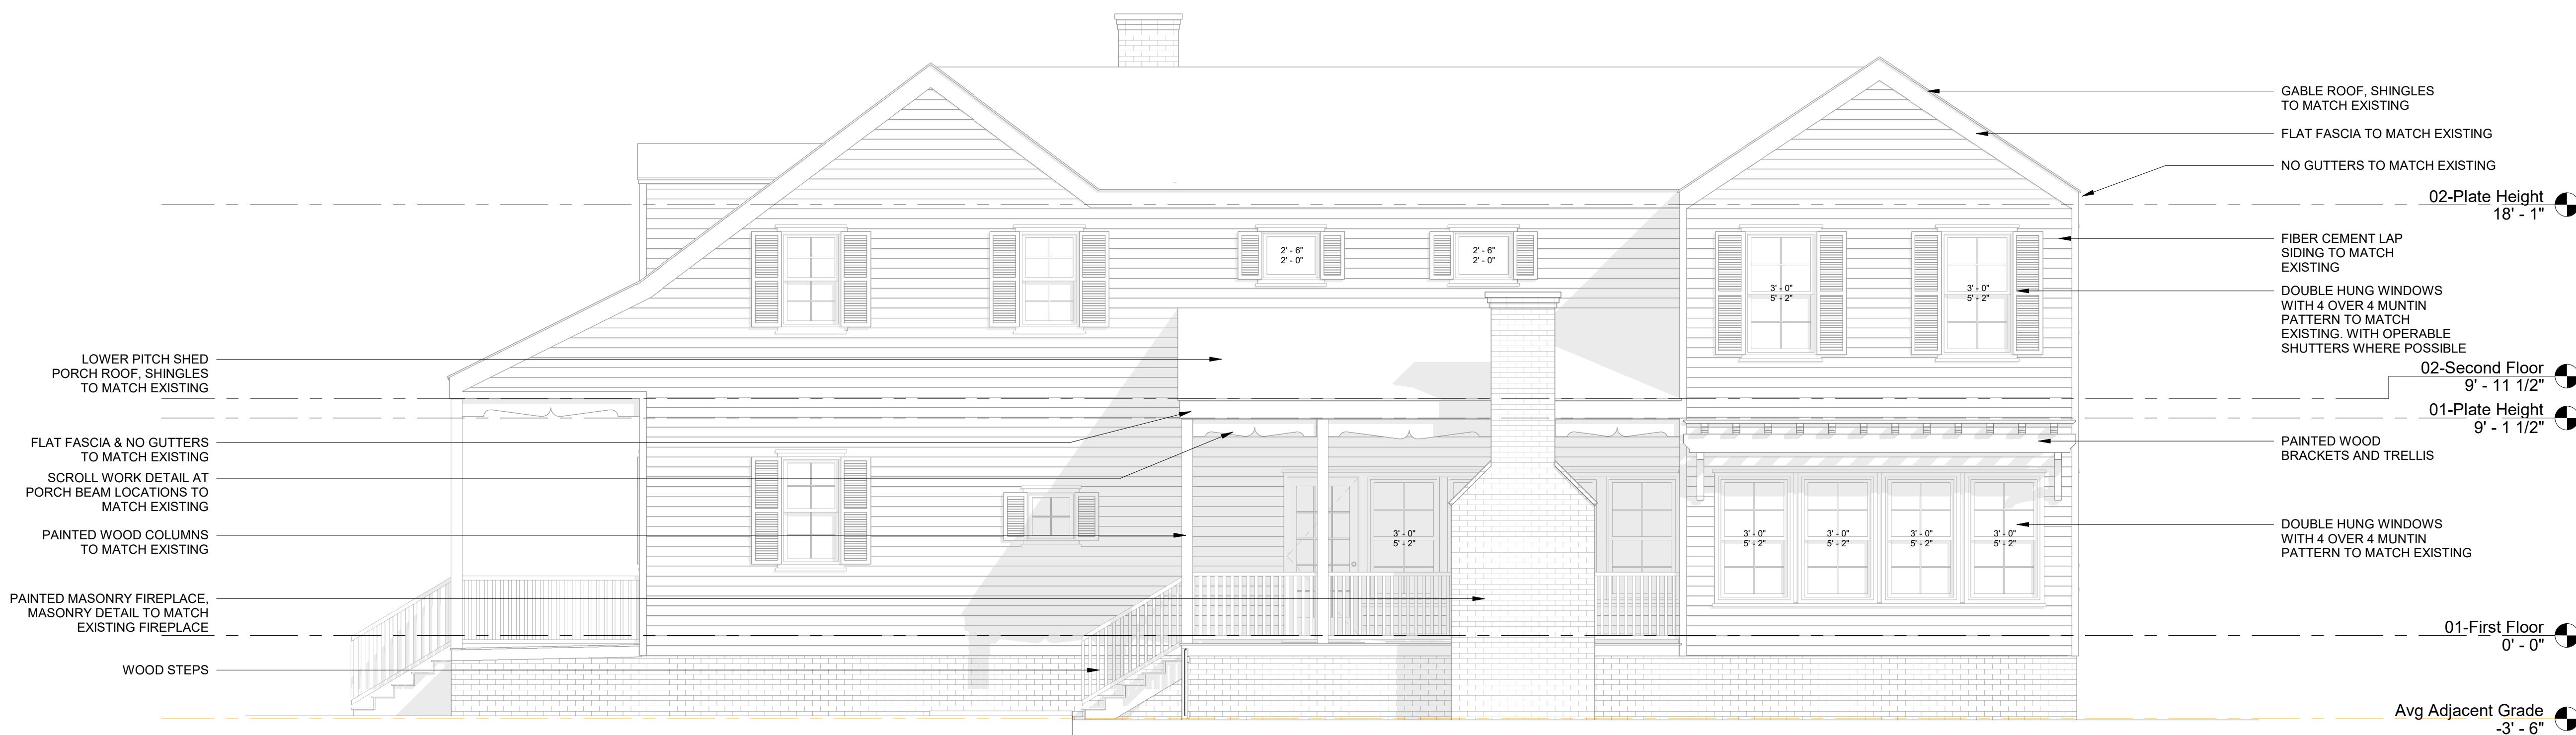 GABLE ROOF, SHINGLES
TO MATCH EXISTING
FLAT FASCIA TO MATCH EXISTING
NO GUTTERS TO MATCH EXISTING
02-Plate Height
18' - 1"
FIBER CEMENT LAP
SIDING TO MATCH
EXISTING
DOUBLE HUNG WINDOWS
WITH 4 OVER 4 MUNTIN
PATTERN TO MATCH
EXISTING. WITH OPERABLE
SHUTTERS WHERE POSSIBLE
02-Second Floor
9' - 11 1/2"
01-Plate Height
9' - 1 1/2"
PAINTED WOOD
BRACKETS AND TRELLIS
DOUBLE HUNG WINDOWS
WITH 4 OVER 4 MUNTIN
PATTERN TO MATCH EXISTING
01-First Floor
0' - 0"
Avg Adjacent Grade
-3' - 6"
LOWER PITCH SHED
PORCH ROOF, SHINGLES
TO MATCH EXISTING
FLAT FASCIA & NO GUTTERS
TO MATCH EXISTING
SCROLL WORK DETAIL AT
PORCH BEAM LOCATIONS TO
MATCH EXISTING
PAINTED WOOD COLUMNS
TO MATCH EXISTING
PAINTED MASONRY FIREPLACE,
MASONRY DETAIL TO MATCH
EXISTING FIREPLACE
WOOD STEPS
2' - 6"
2' - 0"
2' - 6"
2' - 0"
3' - 0"
5' - 2"
3' - 0"
5' - 2"
3' - 0"
5' - 2"
3' - 0"
5' - 2"
3' - 0"
5' - 2"
3' - 0"
5' - 2"
3' - 0"
5' - 2"